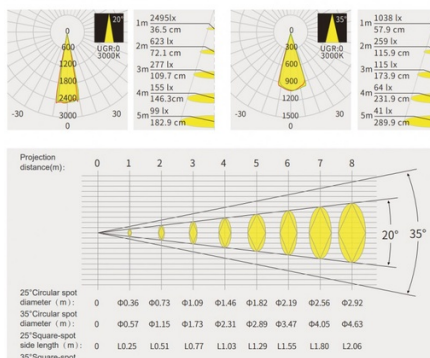 20°
0
600
1200
1800
2400
3000
0
-30
30
UGR:0
3000K
1m
2495lx
36.5 cm
2m
623 lx
72.1 cm
3m
277 lx
109.7 cm
4m
155 lx
146.3cm
5m
99 lx
182.9 cm
35°
0
300
600
900
1200
1500
0
-30
30
UGR:0
3000K
1m
1038 lx
57.9 cm
2m
259 lx
115.9 cm
3m
115 lx
173.9 cm
4m
64 lx
231.9 cm
5m
41 lx
289.9 cm
Projection
distance(m): 0 1 2 3 4 5 6 7 8
20° 35°
25°Circular spot
diameter (m): 0 Φ0.36 Φ0.73 Φ1.09 Φ1.46 Φ1.82 Φ2.19 Φ2.56 Φ2.92
35°Circular spot
diameter (m): 0 Φ0.57 Φ1.15 Φ1.73 Φ2.31 Φ2.89 Φ3.47 Φ4.05 Φ4.63
25°Square-spot
side length (m): 0 L0.25 L0.51 L0.77 L1.03 L1.29 L1.55 L1.80 L2.06
35°Square-spot